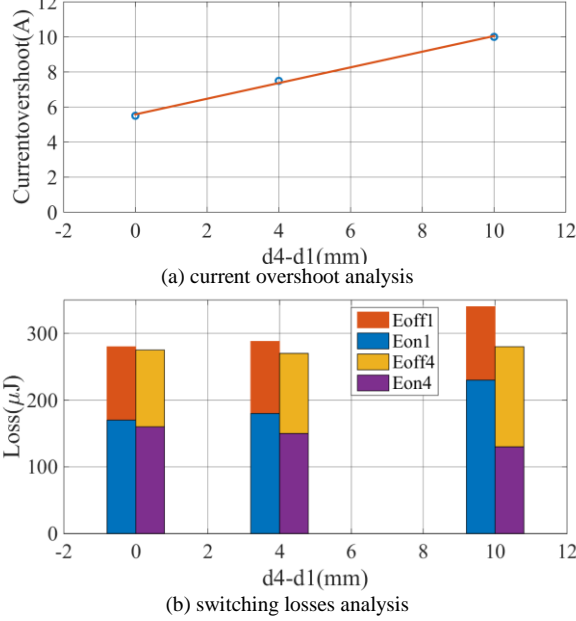 12
10
8
6
4
2
0
Currentovershoot(A)
-2 0 2 4 6 8 10 12
d4-d1(mm)
(a) current overshoot analysis
300
200
100
0
Loss(μJ)
Eoff1
Eon1
Eoff4
Eon4
-2 0 2 4 6 8 10 12
d4-d1(mm)
(b) switching losses analysis